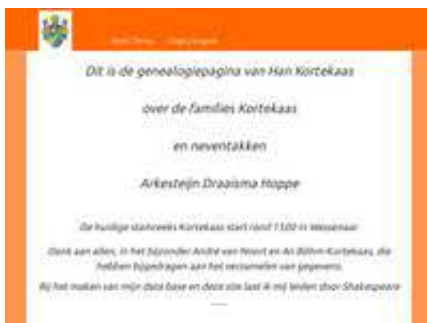 Dit is de genealogiepagina van Han Kortekaas
over de families Kortekaas
en neventakken
Arkesteijn Draaisma Hoppe
De huidige stamreeks Kortekaas start rond 1500 in Wassenaar
Dank aan allen, in het bijzonder André van Noort en An Böhm-Kortekaas, die
hebben bijgedragen aan het verzamelen van gegevens.
Bij het maken van mijn data base en deze site laat ik mij leiden door Shakespeare